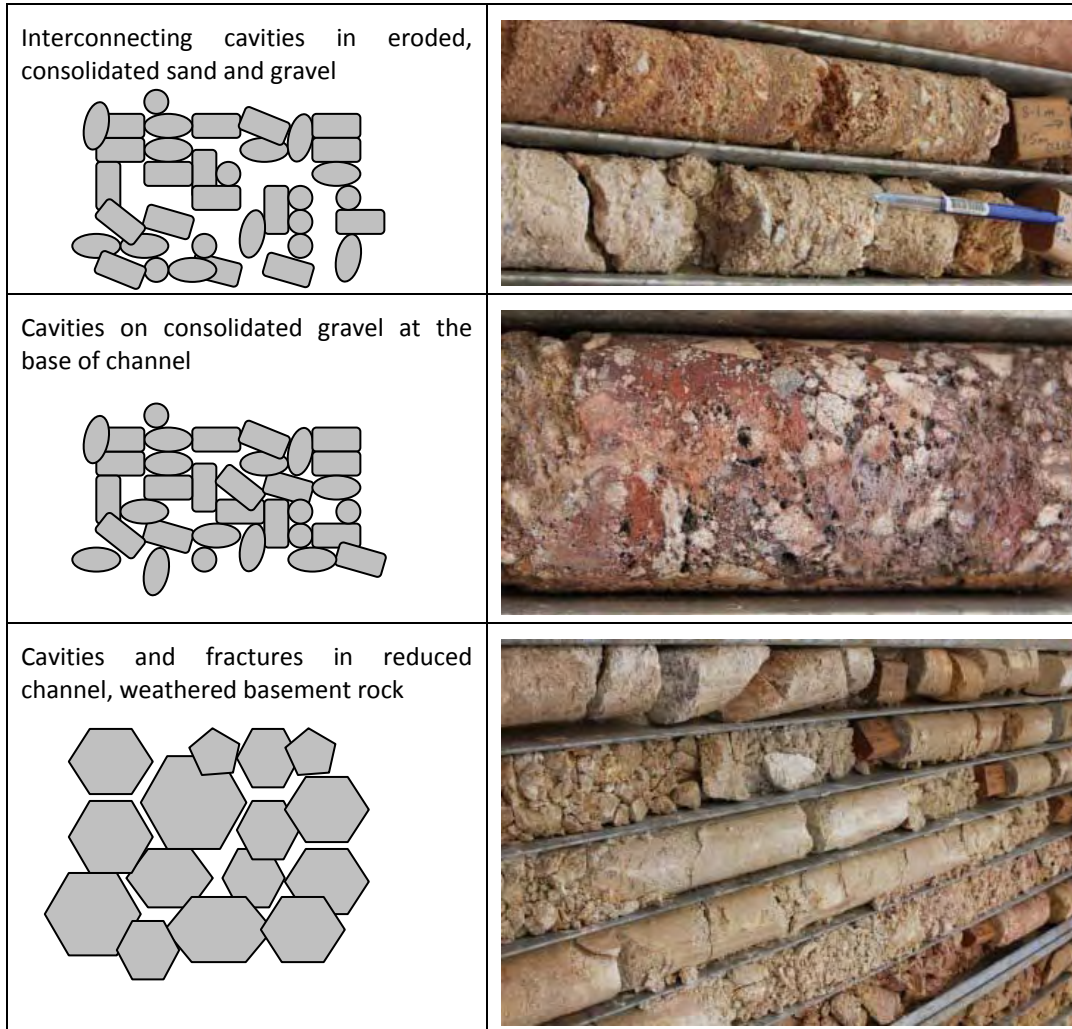 Interconnecting cavities in eroded,
consolidated sand and gravel
Cavities on consolidated gravel at the
base of channel
Cavities and fractures in reduced
channel, weathered basement rock